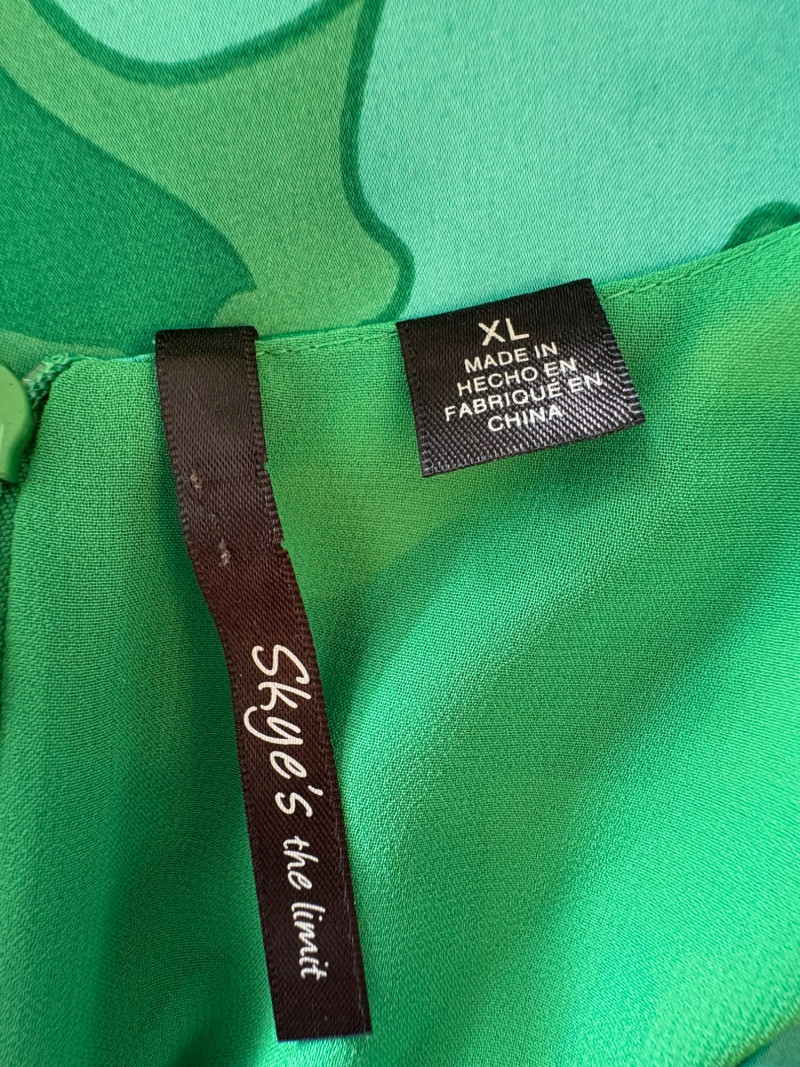 XL
MADE IN
HECHO EN
FABRIQUÉ EN
CHINA
Skye's the limit